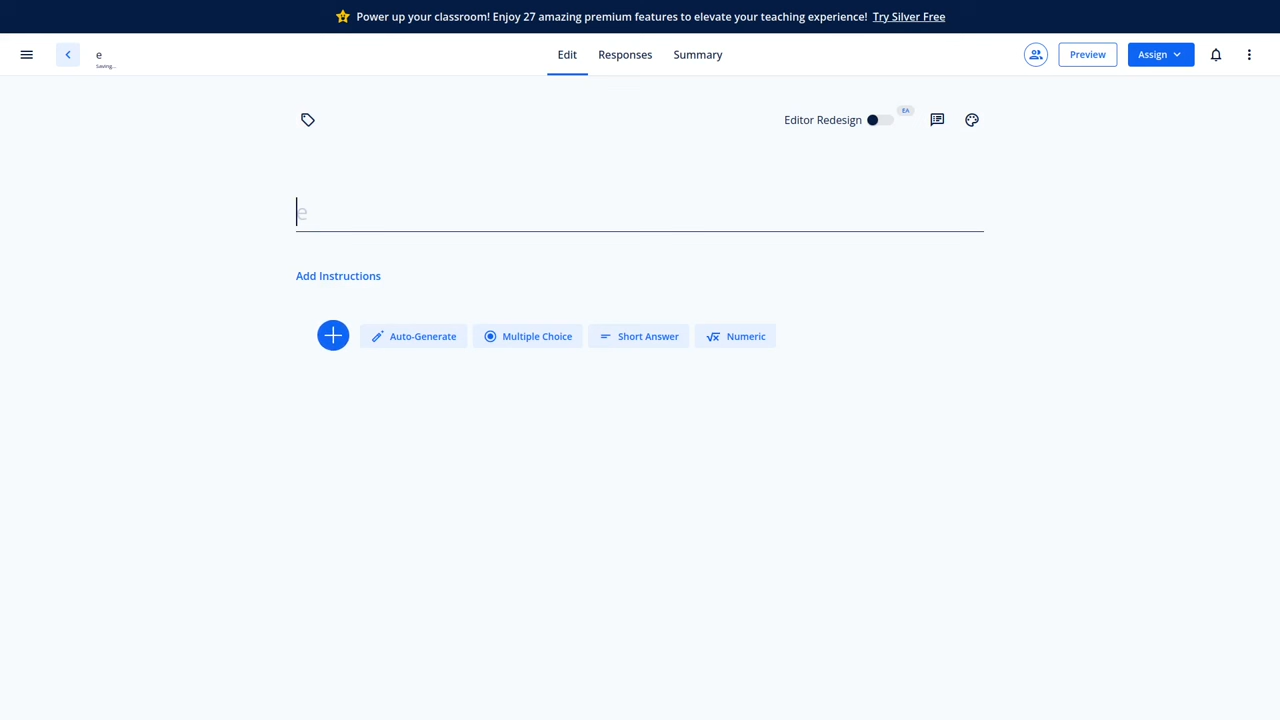 Power up your classroom! Enjoy 27 amazing premium features to elevate your teaching experience! Try Silver Free
e
Saving...
Edit
Responses
Summary
Preview
Assign
Editor Redesign
EA
e
Add Instructions
Auto-Generate
Multiple Choice
Short Answer
Numeric